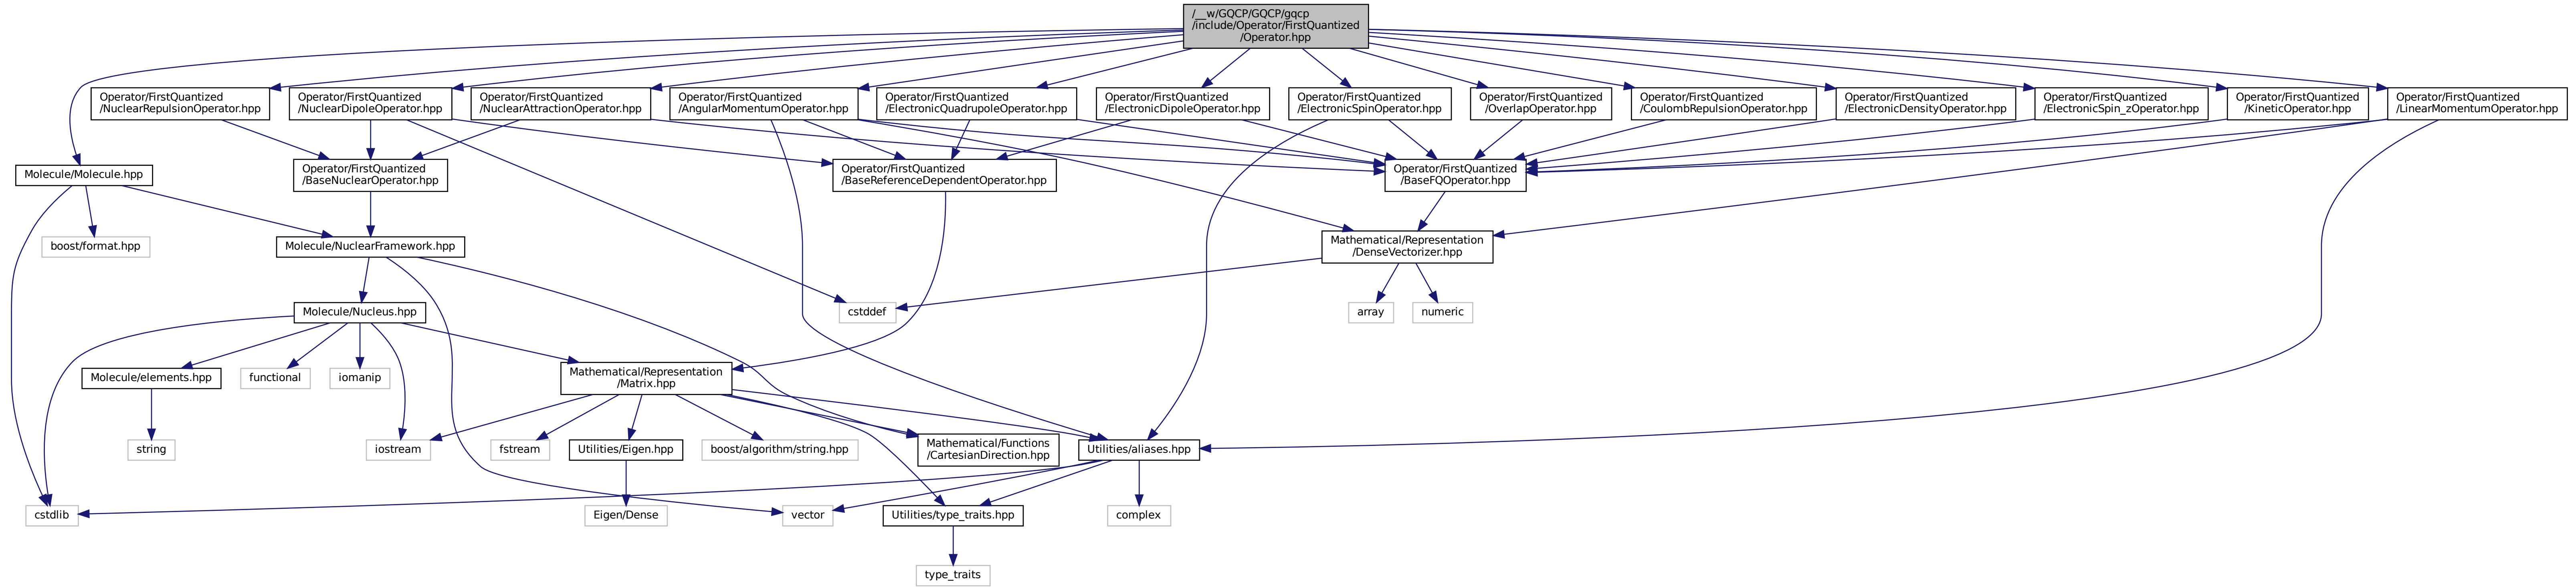 /__w/GQCP/GQCP/gqcp
/include/Operator/FirstQuantized
/Operator.hpp
Operator/FirstQuantized
/NuclearRepulsionOperator.hpp
Operator/FirstQuantized
/NuclearDipoleOperator.hpp
Operator/FirstQuantized
/NuclearAttractionOperator.hpp
Operator/FirstQuantized
/AngularMomentumOperator.hpp
Operator/FirstQuantized
/ElectronicQuadrupoleOperator.hpp
Operator/FirstQuantized
/ElectronicDipoleOperator.hpp
Operator/FirstQuantized
/ElectronicSpinOperator.hpp
Operator/FirstQuantized
/OverlapOperator.hpp
Operator/FirstQuantized
/CoulombRepulsionOperator.hpp
Operator/FirstQuantized
/ElectronicDensityOperator.hpp
Operator/FirstQuantized
/ElectronicSpin_zOperator.hpp
Operator/FirstQuantized
/KineticOperator.hpp
Operator/FirstQuantized
/LinearMomentumOperator.hpp
Molecule/Molecule.hpp
Operator/FirstQuantized
/BaseNuclearOperator.hpp
Operator/FirstQuantized
/BaseReferenceDependentOperator.hpp
Operator/FirstQuantized
/BaseFQOperator.hpp
boost/format.hpp
Molecule/NuclearFramework.hpp
Mathematical/Representation
/DenseVectorizer.hpp
Molecule/Nucleus.hpp
cstddef
array
numeric
Molecule/elements.hpp
functional
iomanip
Mathematical/Representation
/Matrix.hpp
string
iostream
fstream
Utilities/Eigen.hpp
boost/algorithm/string.hpp
Mathematical/Functions
/CartesianDirection.hpp
Utilities/aliases.hpp
cstdlib
Eigen/Dense
vector
Utilities/type_traits.hpp
complex
type_traits